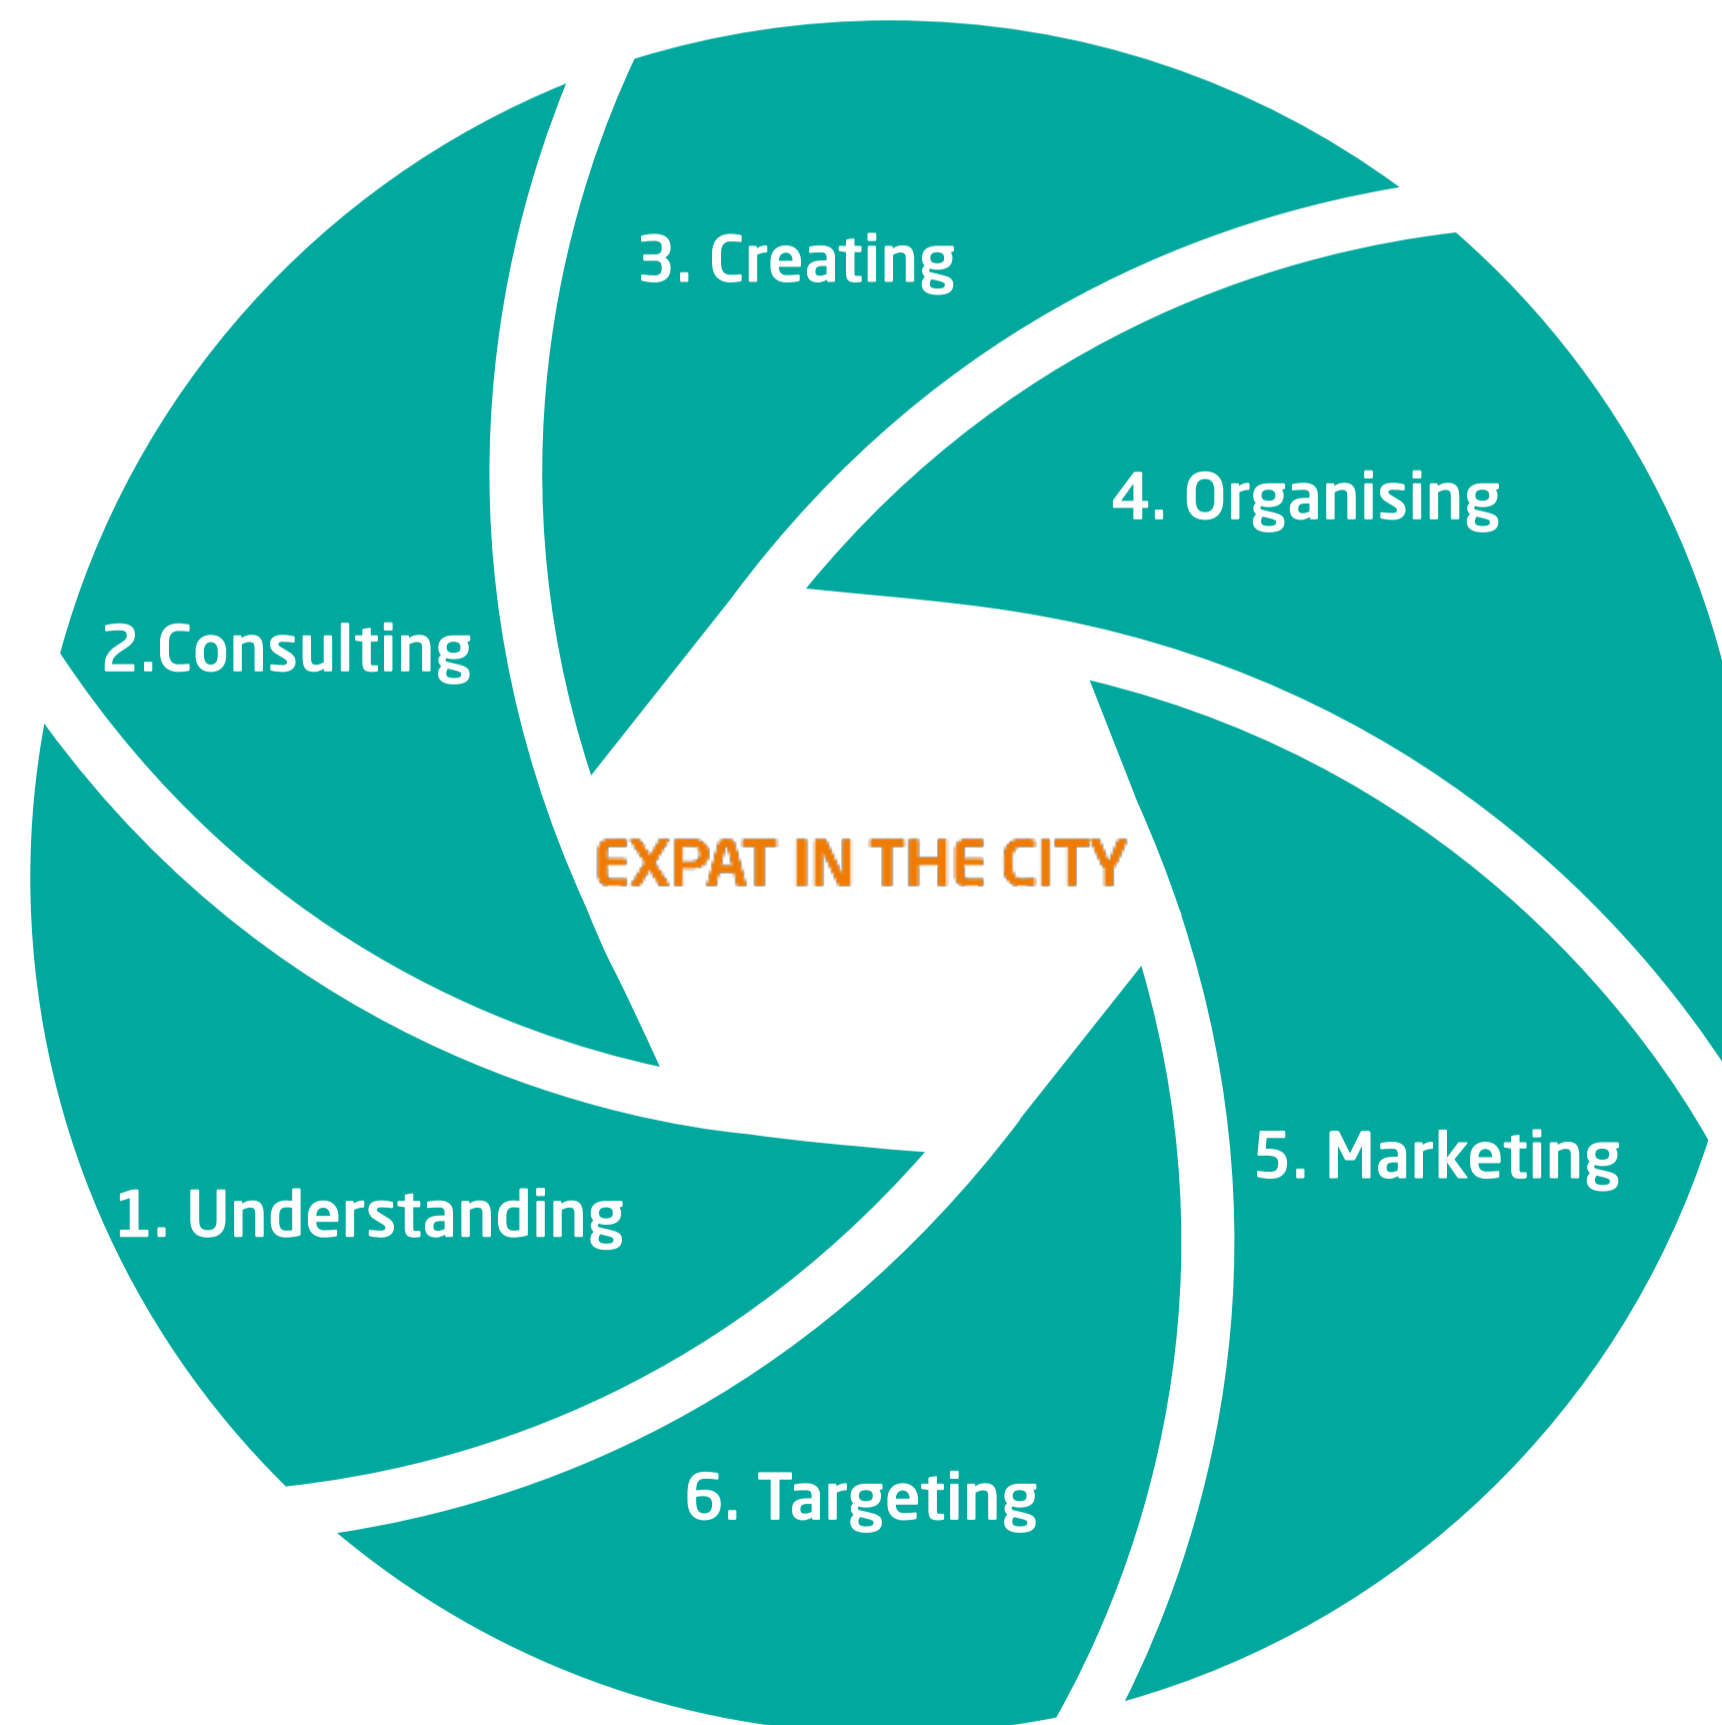 3. Creating
4. Organising
2.Consulting
EXPAT IN THE CITY
5. Marketing
1. Understanding
6. Targeting